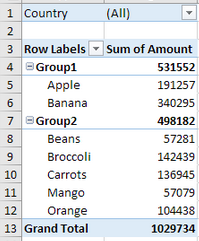 1 Country (All)
2
3 Row Labels Sum of Amount
4 Group1 531552
5 Apple 191257
6 Banana 340295
7 Group2 498182
8 Beans 57281
9 Broccoli 142439
10 Carrots 136945
11 Mango 57079
12 Orange 104438
13 Grand Total 1029734